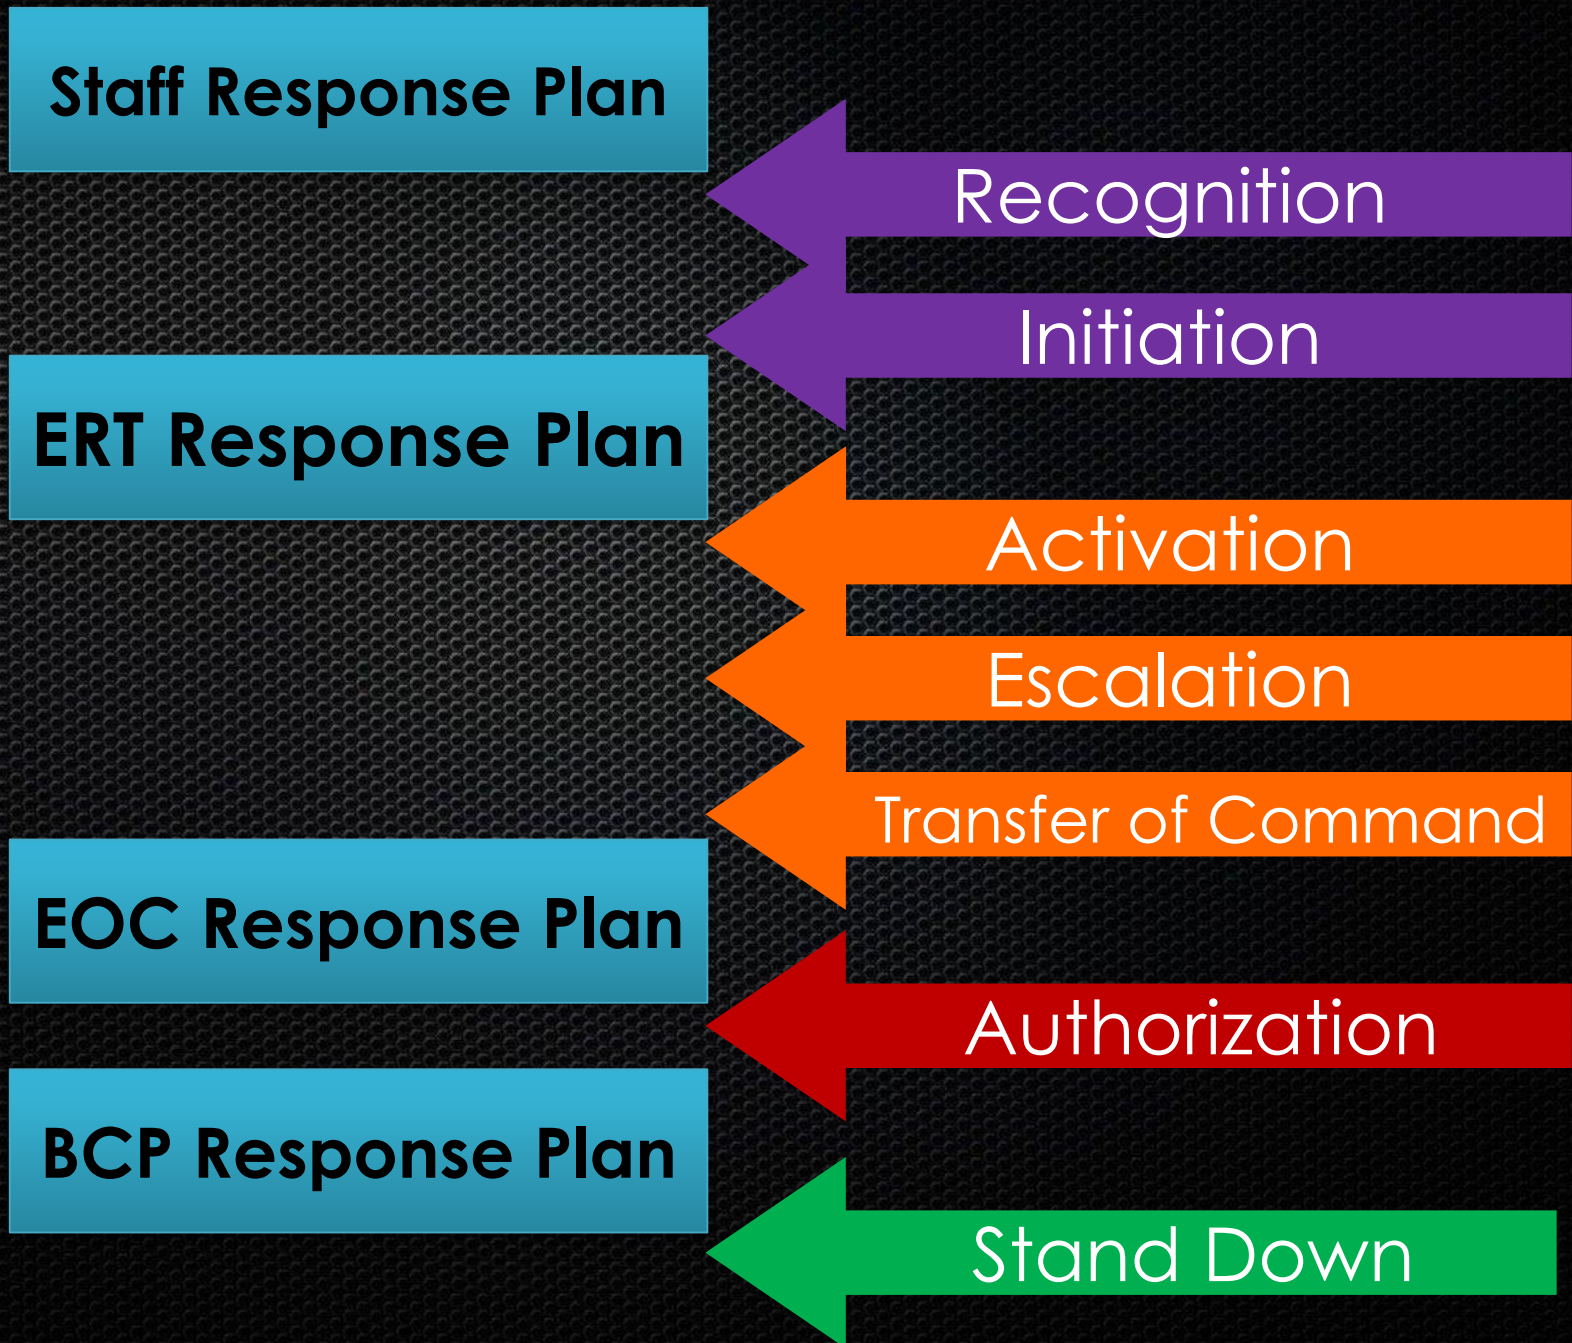 Staff Response Plan
Recognition
Initiation
ERT Response Plan
Activation
Escalation
Transfer of Command
EOC Response Plan
Authorization
BCP Response Plan
Stand Down